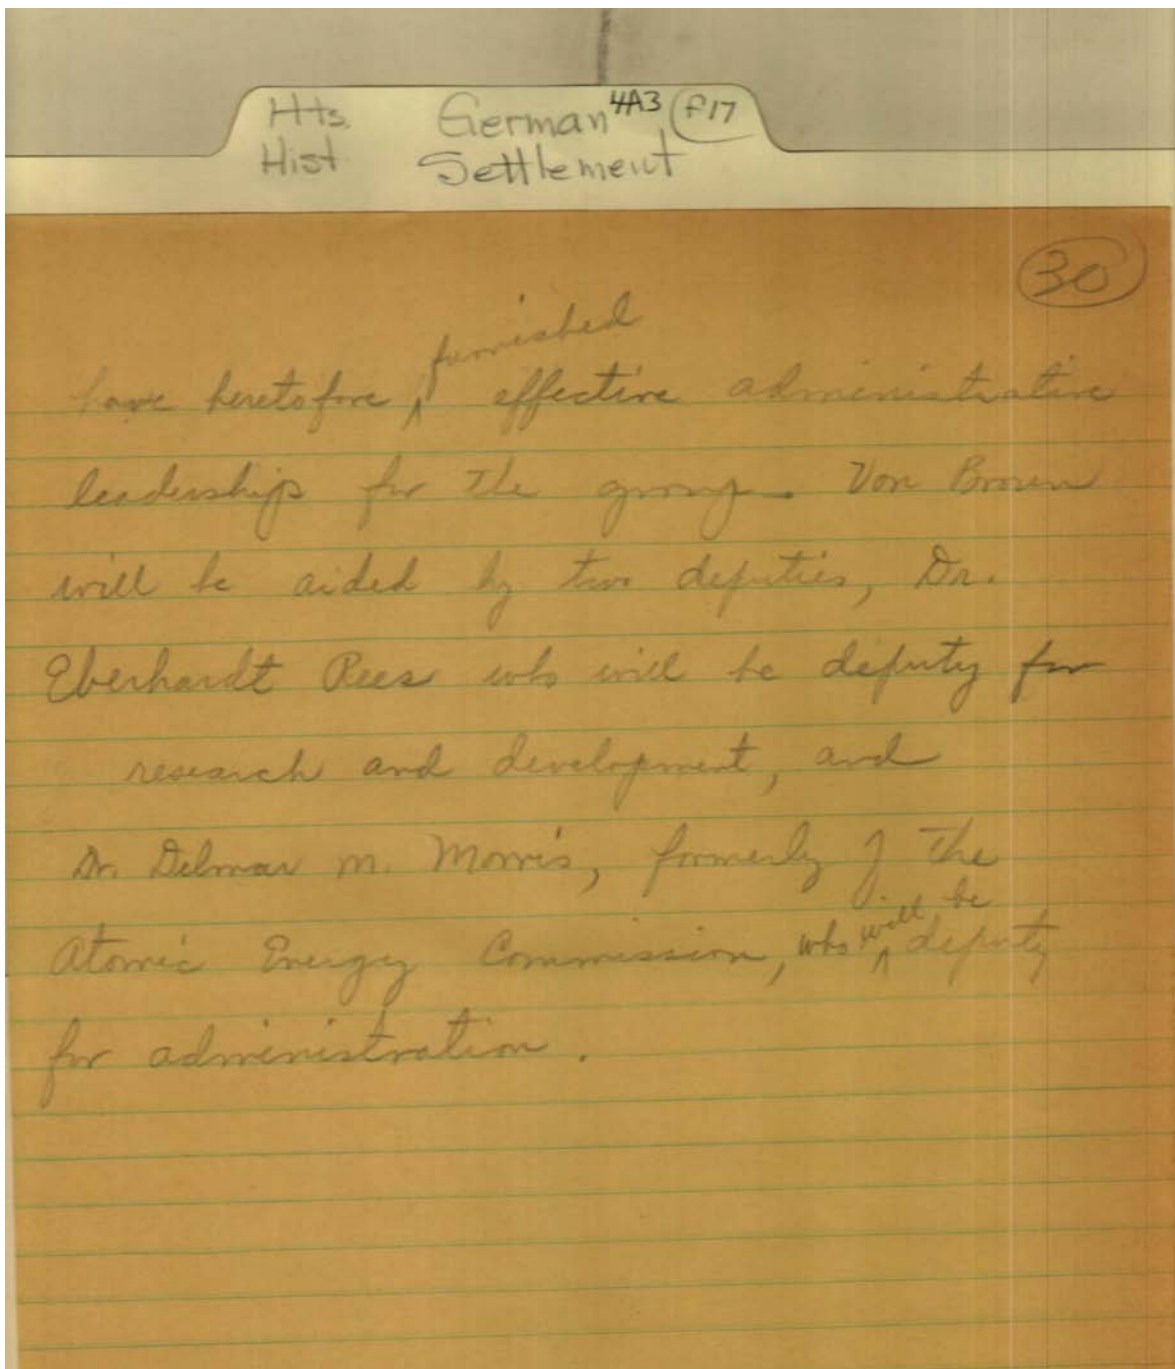 Hts. German 4A3 f17
Hist Settlement
30
furnished
have heretofore ^ effective administrative
leadership for the group. Von Braun
will be aided by two deputies, Dr.
Eberhardt Rees who will be deputy for
research and development, and
Dr. Delmar M. Morris, formerly of the
will be
Atomic Energy Commission, who ^ deputy
for administration.